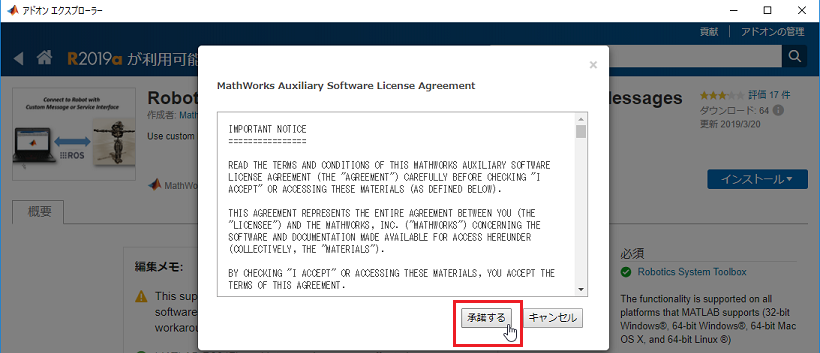 アドオン エクスプローラー
貢献 アドオンの管理
R2019a が利用可能
MathWorks Auxiliary Software License Agreement
Connect to Robot with
Custom Message or Service Interface
ROS
Robot
essages
作成者: Mat
Use custom
MathWo
評価 17 件
ダウンロード: 64
更新 2019/3/20
インストール
概要
IMPORTANT NOTICE
================
READ THE TERMS AND CONDITIONS OF THIS MATHWORKS AUXILIARY SOFTWARE
LICENSE AGREEMENT (THE "AGREEMENT") CAREFULLY BEFORE CHECKING "I
ACCEPT" OR ACCESSING THESE MATERIALS (AS DEFINED BELOW).
THIS AGREEMENT REPRESENTS THE ENTIRE AGREEMENT BETWEEN YOU (THE
"LICENSEE") AND THE MATHWORKS, INC. ("MATHWORKS") CONCERNING THE
SOFTWARE AND DOCUMENTATION MADE AVAILABLE FOR ACCESS HEREUNDER
(COLLECTIVELY, THE "MATERIALS").
BY CHECKING "I ACCEPT" OR ACCESSING THESE MATERIALS, YOU ACCEPT THE
TERMS OF THIS AGREEMENT.
承諾する キャンセル
編集メモ:
This sup
software
workarou
必須
Robotics System Toolbox
The functionality is supported on all
platforms that MATLAB supports (32-bit
Windows®, 64-bit Windows®, 64-bit Mac
OS X, and 64-bit Linux ®)